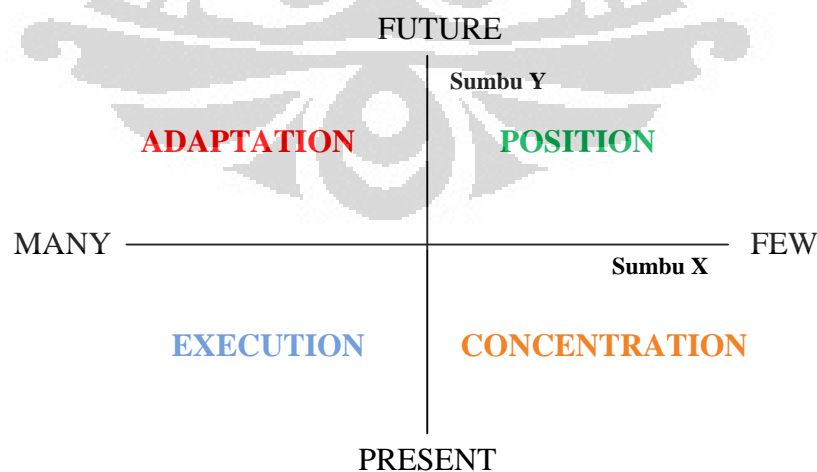 FUTURE
Sumbu Y
ADAPTATION POSITION
MANY FEW
Sumbu X
EXECUTION CONCENTRATION
PRESENT